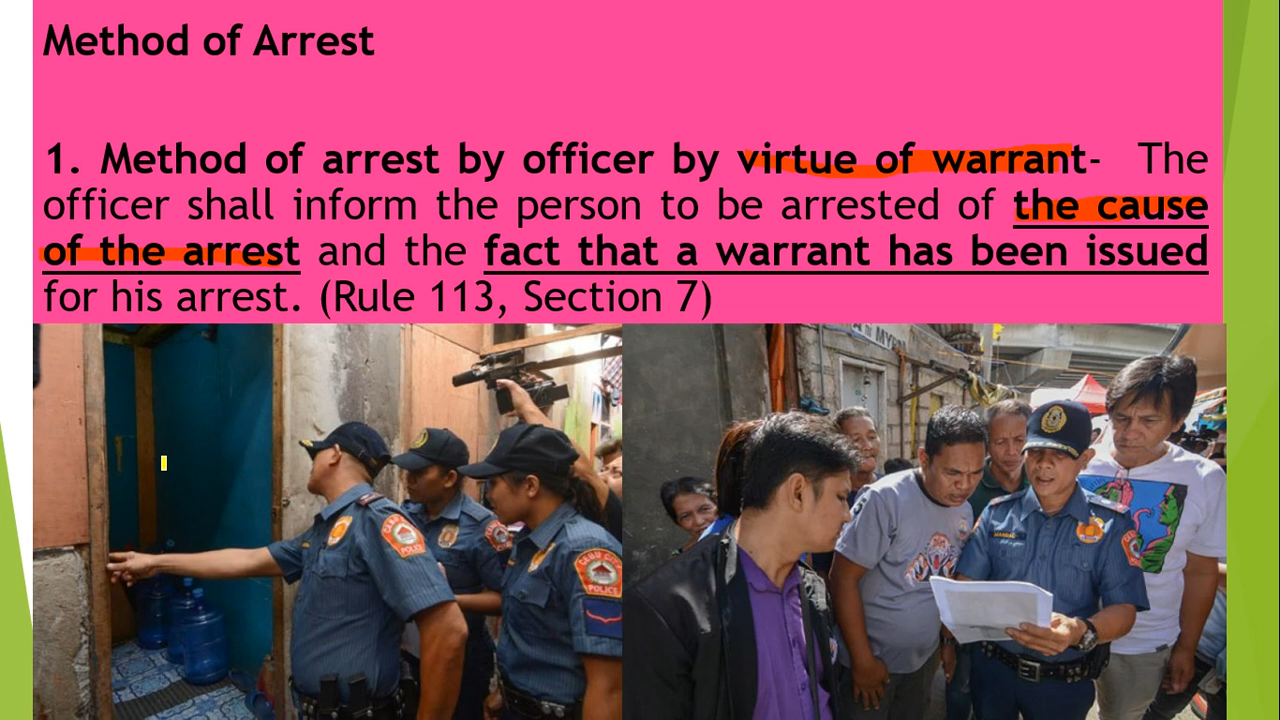 Method of Arrest
1. Method of arrest by officer by virtue of warrant- The
officer shall inform the person to be arrested of the cause
of the arrest and the fact that a warrant has been issued
for his arrest. (Rule 113, Section 7)
CEBU CITY
POLICE